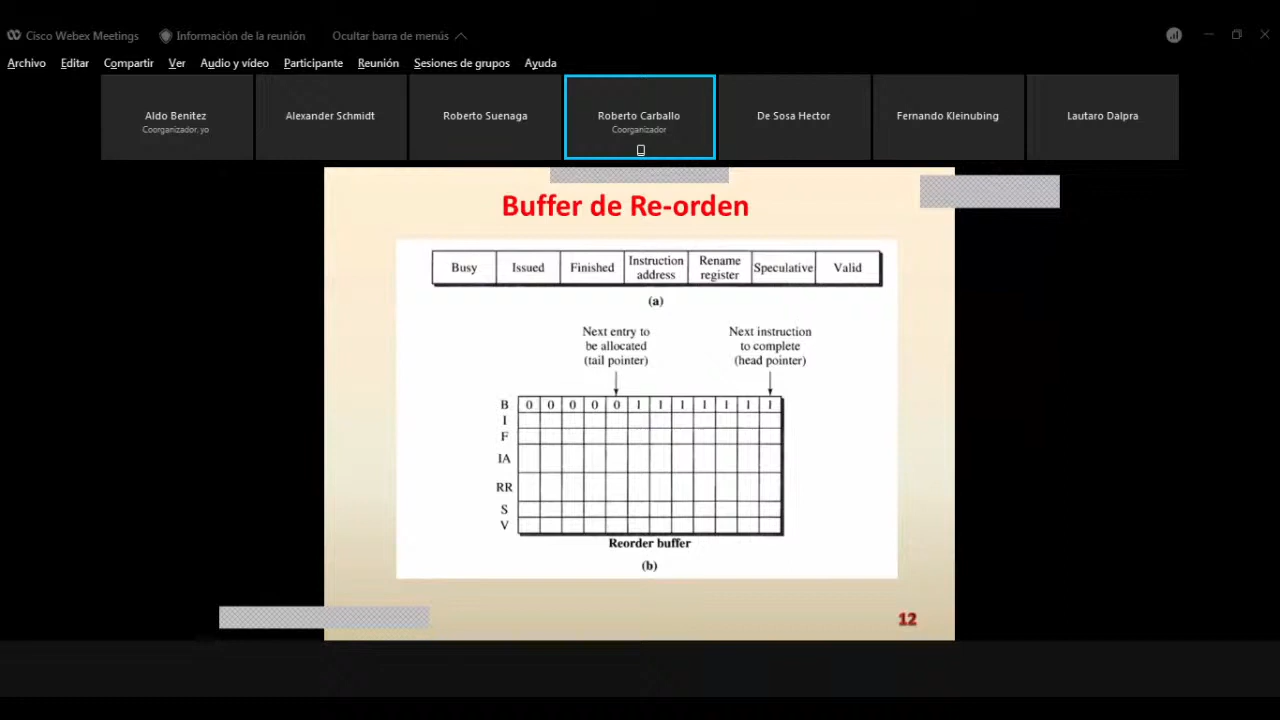 Cisco Webex Meetings Información de la reunión Ocultar barra de menús
Archivo Editar Compartir Ver Audio y vídeo Participante Reunión Sesiones de grupos Ayuda
Aldo Benitez
Coorganizador, yo
Alexander Schmidt
Roberto Suenaga
Roberto Carballo
Coorganizador
De Sosa Hector
Fernando Kleinubing
Lautaro Dalpra
Buffer de Re-orden
Busy Issued Finished Instruction address Rename register Speculative Valid
(a)
Next entry to
be allocated
(tail pointer)
Next instruction
to complete
(head pointer)
B 0 0 0 0 0 1 1 1 1 1 1 1
I
F
IA
RR
S
V
Reorder buffer
(b)
12